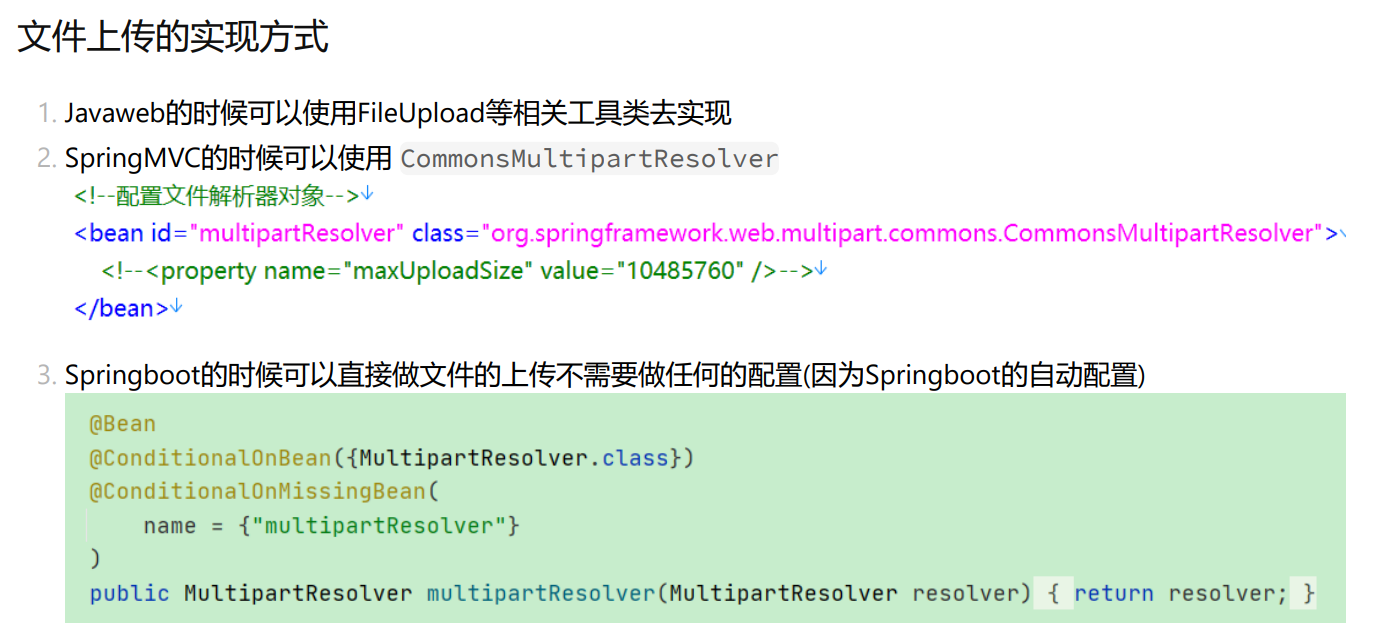 文件上传的实现方式
1. Javaweb的时候可以使用FileUpload等相关工具类去实现
2. SpringMVC的时候可以使用 CommonsMultipartResolver
<!--配置文件解析器对象-->↓
<bean id="multipartResolver" class="org.springframework.web.multipart.commons.CommonsMultipartResolver">
<!--<property name="maxUploadSize" value="10485760" />-->↓
</bean>↓
3. Springboot的时候可以直接做文件的上传不需要做任何的配置(因为Springboot的自动配置)
@Bean
@ConditionalOnBean({MultipartResolver.class})
@ConditionalOnMissingBean(
name = {"multipartResolver"}
)
public MultipartResolver multipartResolver(MultipartResolver resolver) { return resolver; }